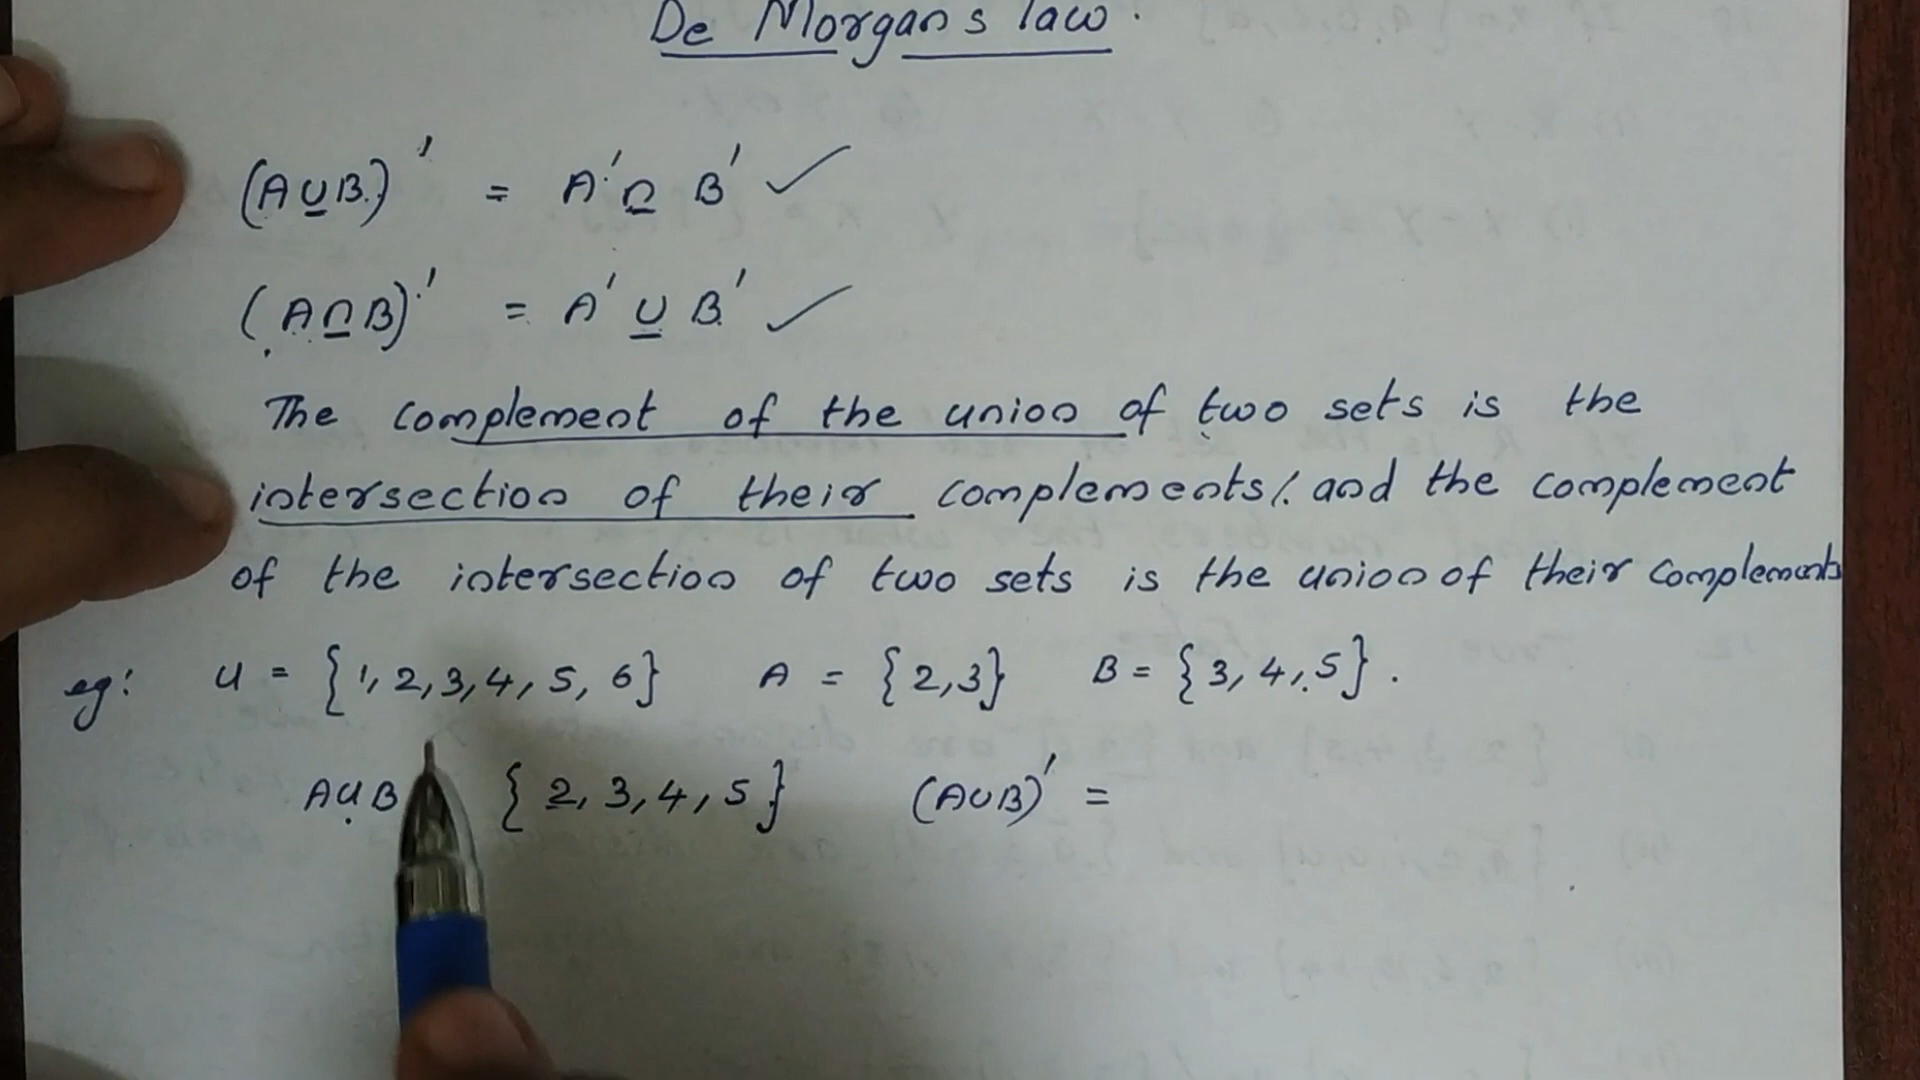 De Morgan's law.
(A∪B)' = A' ∩ B' ✓
(A∩B)' = A' ∪ B' ✓
The complement of the union of two sets is the
intersection of their complements/. and the complement
of the intersection of two sets is the union of their complements
eg: U = {1, 2, 3, 4, 5, 6} A = {2, 3} B = {3, 4, 5}.
A∪B {2, 3, 4, 5} (A∪B)' =